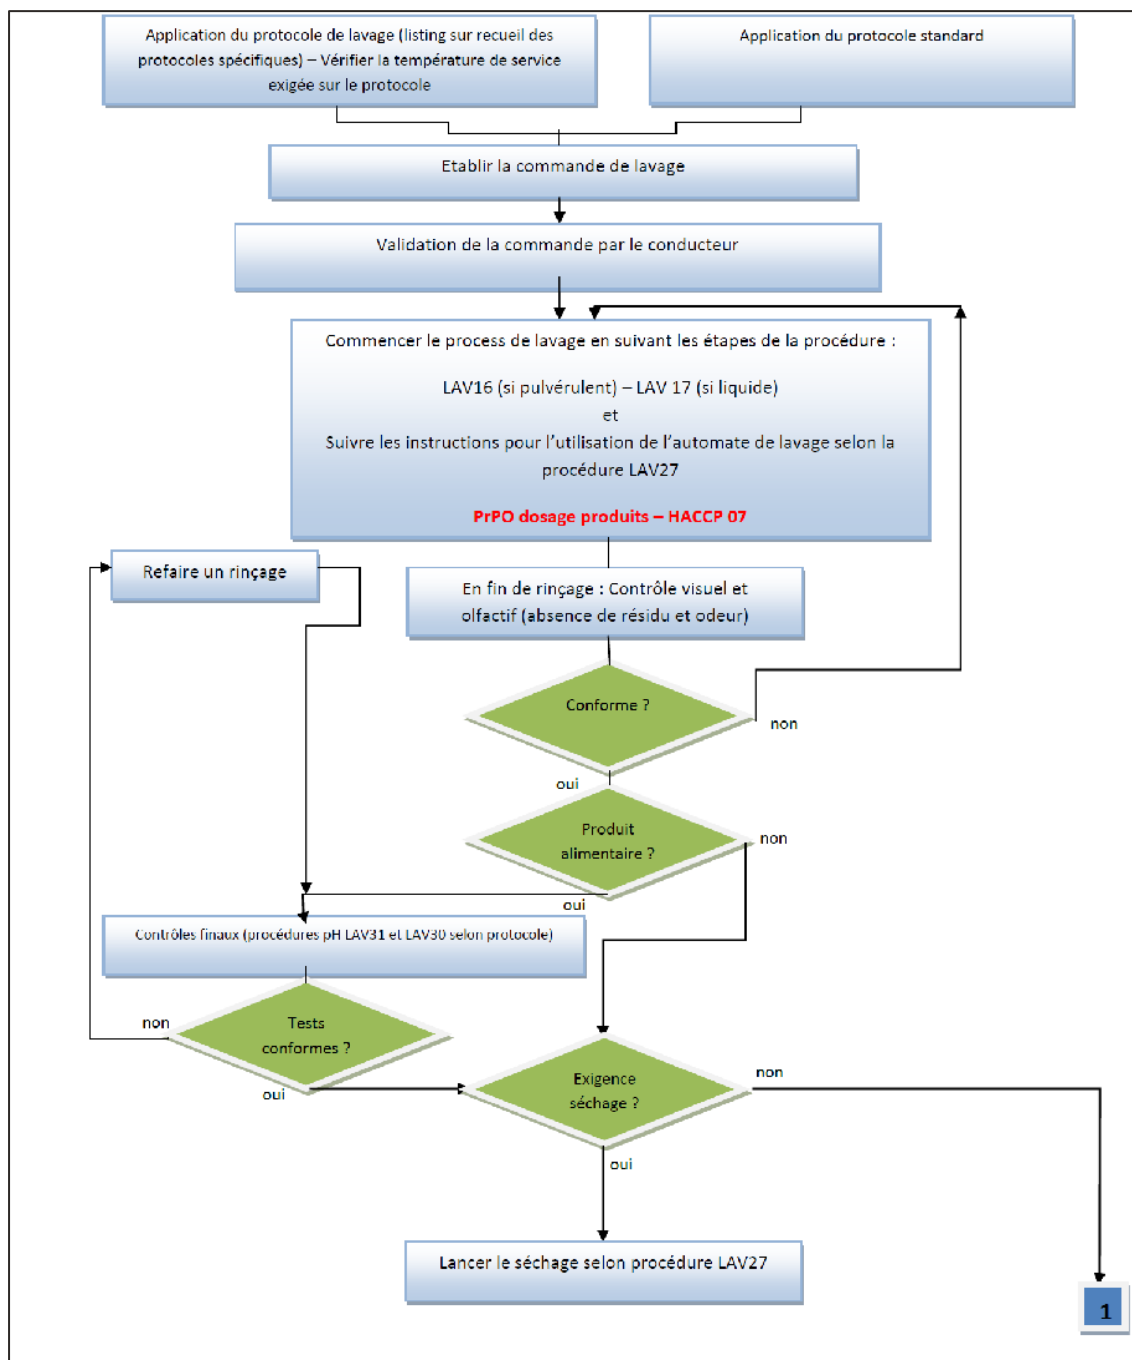 Application du protocole de lavage (listing sur recueil des
protocoles spécifiques) – Vérifier la température de service
exigée sur le protocole
Application du protocole standard
Etablir la commande de lavage
Validation de la commande par le conducteur
Commencer le process de lavage en suivant les étapes de la procédure :
LAV16 (si pulvérulent) – LAV 17 (si liquide)
et
Suivre les instructions pour l'utilisation de l'automate de lavage selon la
procédure LAV27
PrPO dosage produits – HACCP 07
Refaire un rinçage
En fin de rinçage : Contrôle visuel et
olfactif (absence de résidu et odeur)
Conforme ?
non
oui
Produit
alimentaire ?
non
oui
Contrôles finaux (procédures pH LAV31 et LAV30 selon protocole)
non
Tests
conformes ?
oui
Exigence
séchage ?
non
oui
Lancer le séchage selon procédure LAV27
1